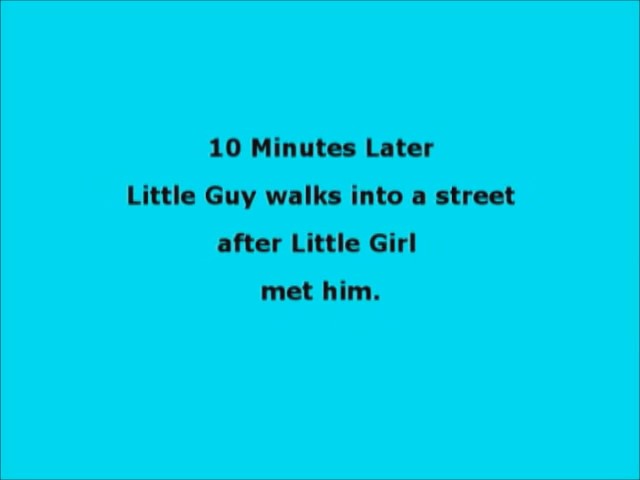 10 Minutes Later
Little Guy walks into a street
after Little Girl
met him.